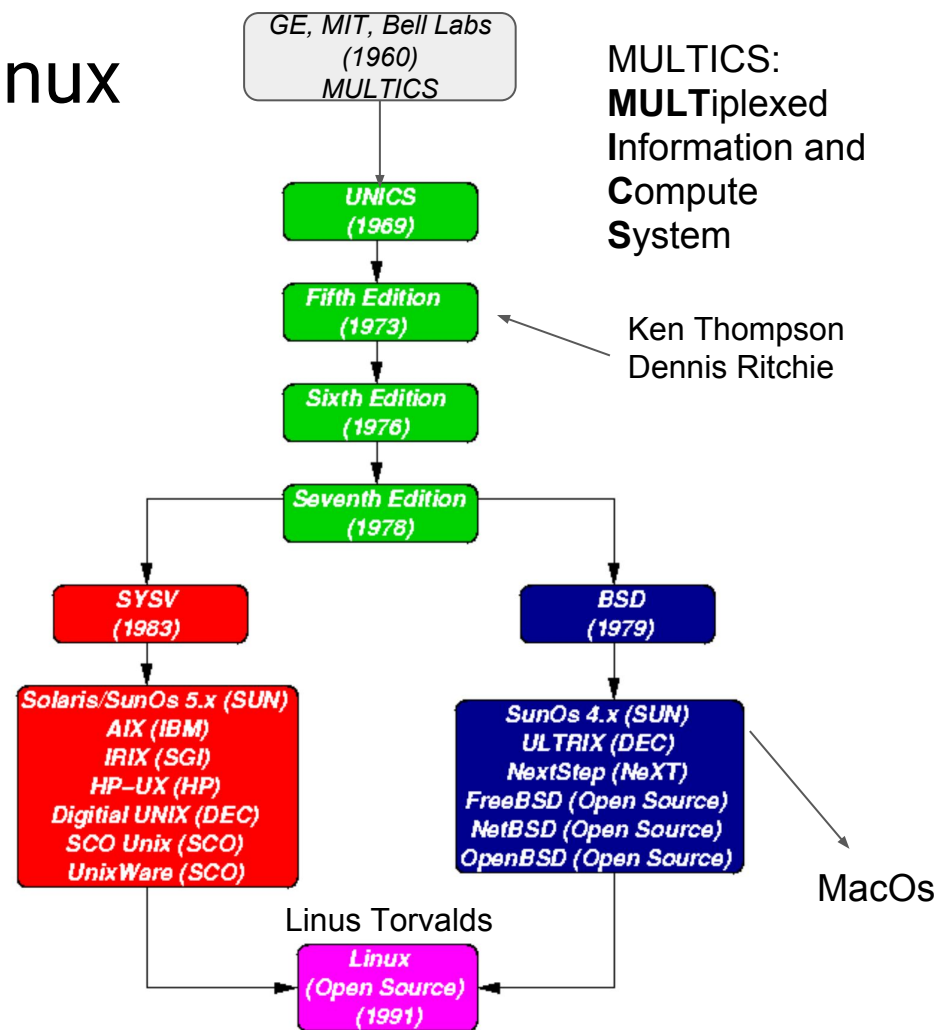 nux
GE, MIT, Bell Labs
(1960)
MULTICS
MULTICS:
MULTiplexed
Information and
Compute
System
UNICS
(1969)
Fifth Edition
(1973)
Ken Thompson
Dennis Ritchie
Sixth Edition
(1976)
Seventh Edition
(1978)
SYSV
(1983)
BSD
(1979)
Solaris/SunOs 5.x (SUN)
AIX (IBM)
IRIX (SGI)
HP-UX (HP)
Digitial UNIX (DEC)
SCO Unix (SCO)
UnixWare (SCO)
SunOs 4.x (SUN)
ULTRIX (DEC)
NextStep (NeXT)
FreeBSD (Open Source)
NetBSD (Open Source)
OpenBSD (Open Source)
MacOs
Linus Torvalds
Linux
(Open Source)
(1991)